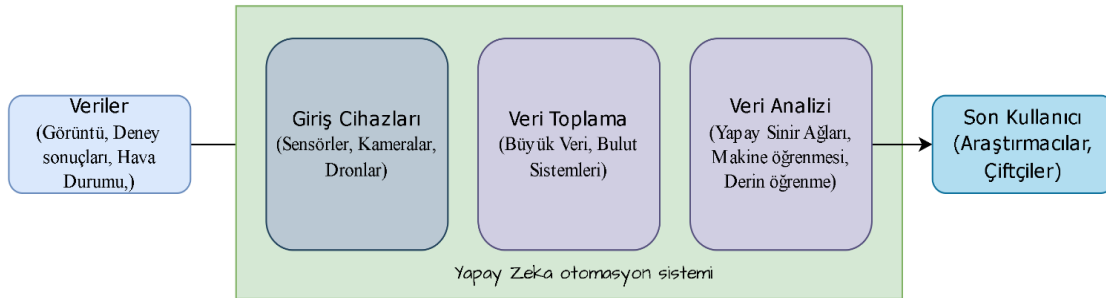 Veriler
(Görüntü, Deney
sonuçları, Hava
Durumu,)
Giriş Cihazları
(Sensörler, Kameralar,
Dronlar)
Veri Toplama
(Büyük Veri, Bulut
Sistemleri)
Veri Analizi
(Yapay Sinir Ağları,
Makine öğrenmesi,
Derin öğrenme)
Son Kullanıcı
(Araştırmacılar,
Çiftçiler)
Yapay Zeka otomasyon sistemi